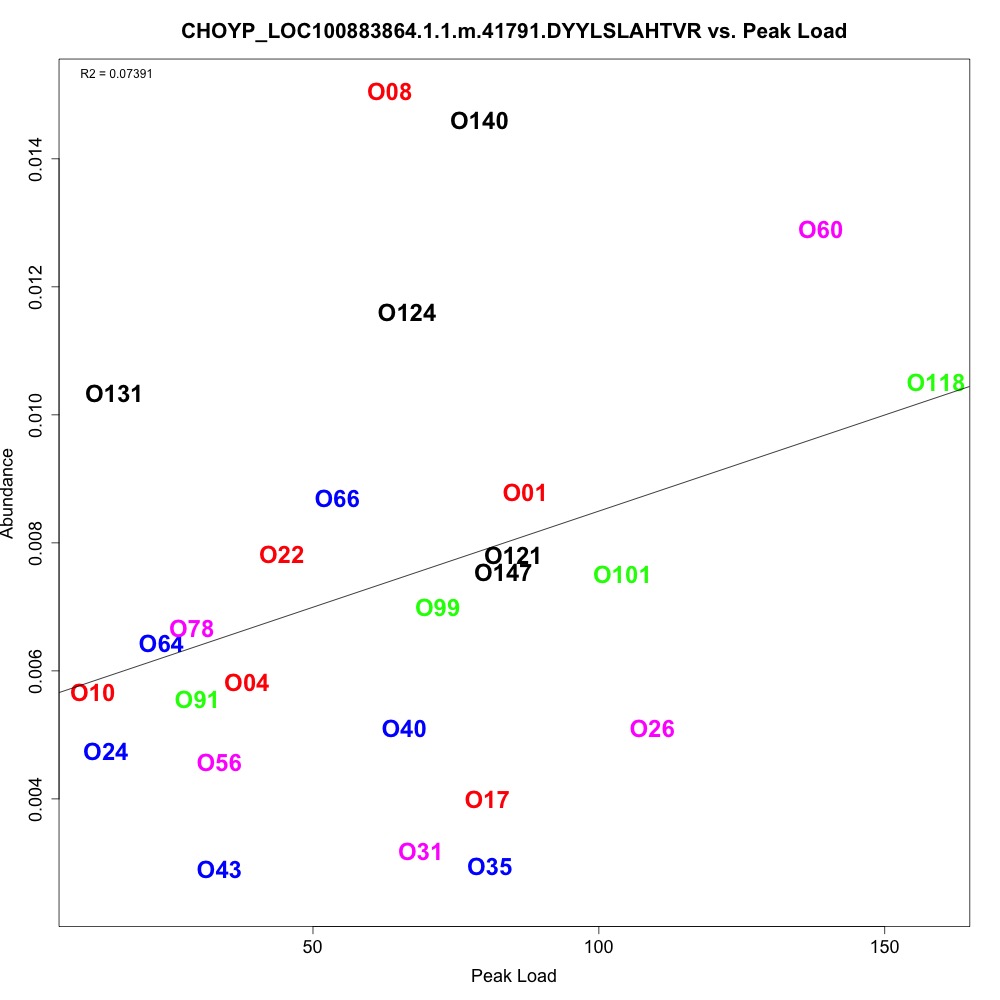 CHOYP_LOC100883864.1.1.m.41791.DYYLSLAHTVR vs. Peak Load
R2 = 0.07391
O08
O140
0.014
O60
O124
0.012
O118
O131
0.010
O01
O66
Abundance
O22
O121
0.008
O147
O101
O99
O78
O64
O04
0.006
O10
O91
O40
O26
O24
O56
O17
0.004
O31
O35
O43
50
100
150
Peak Load